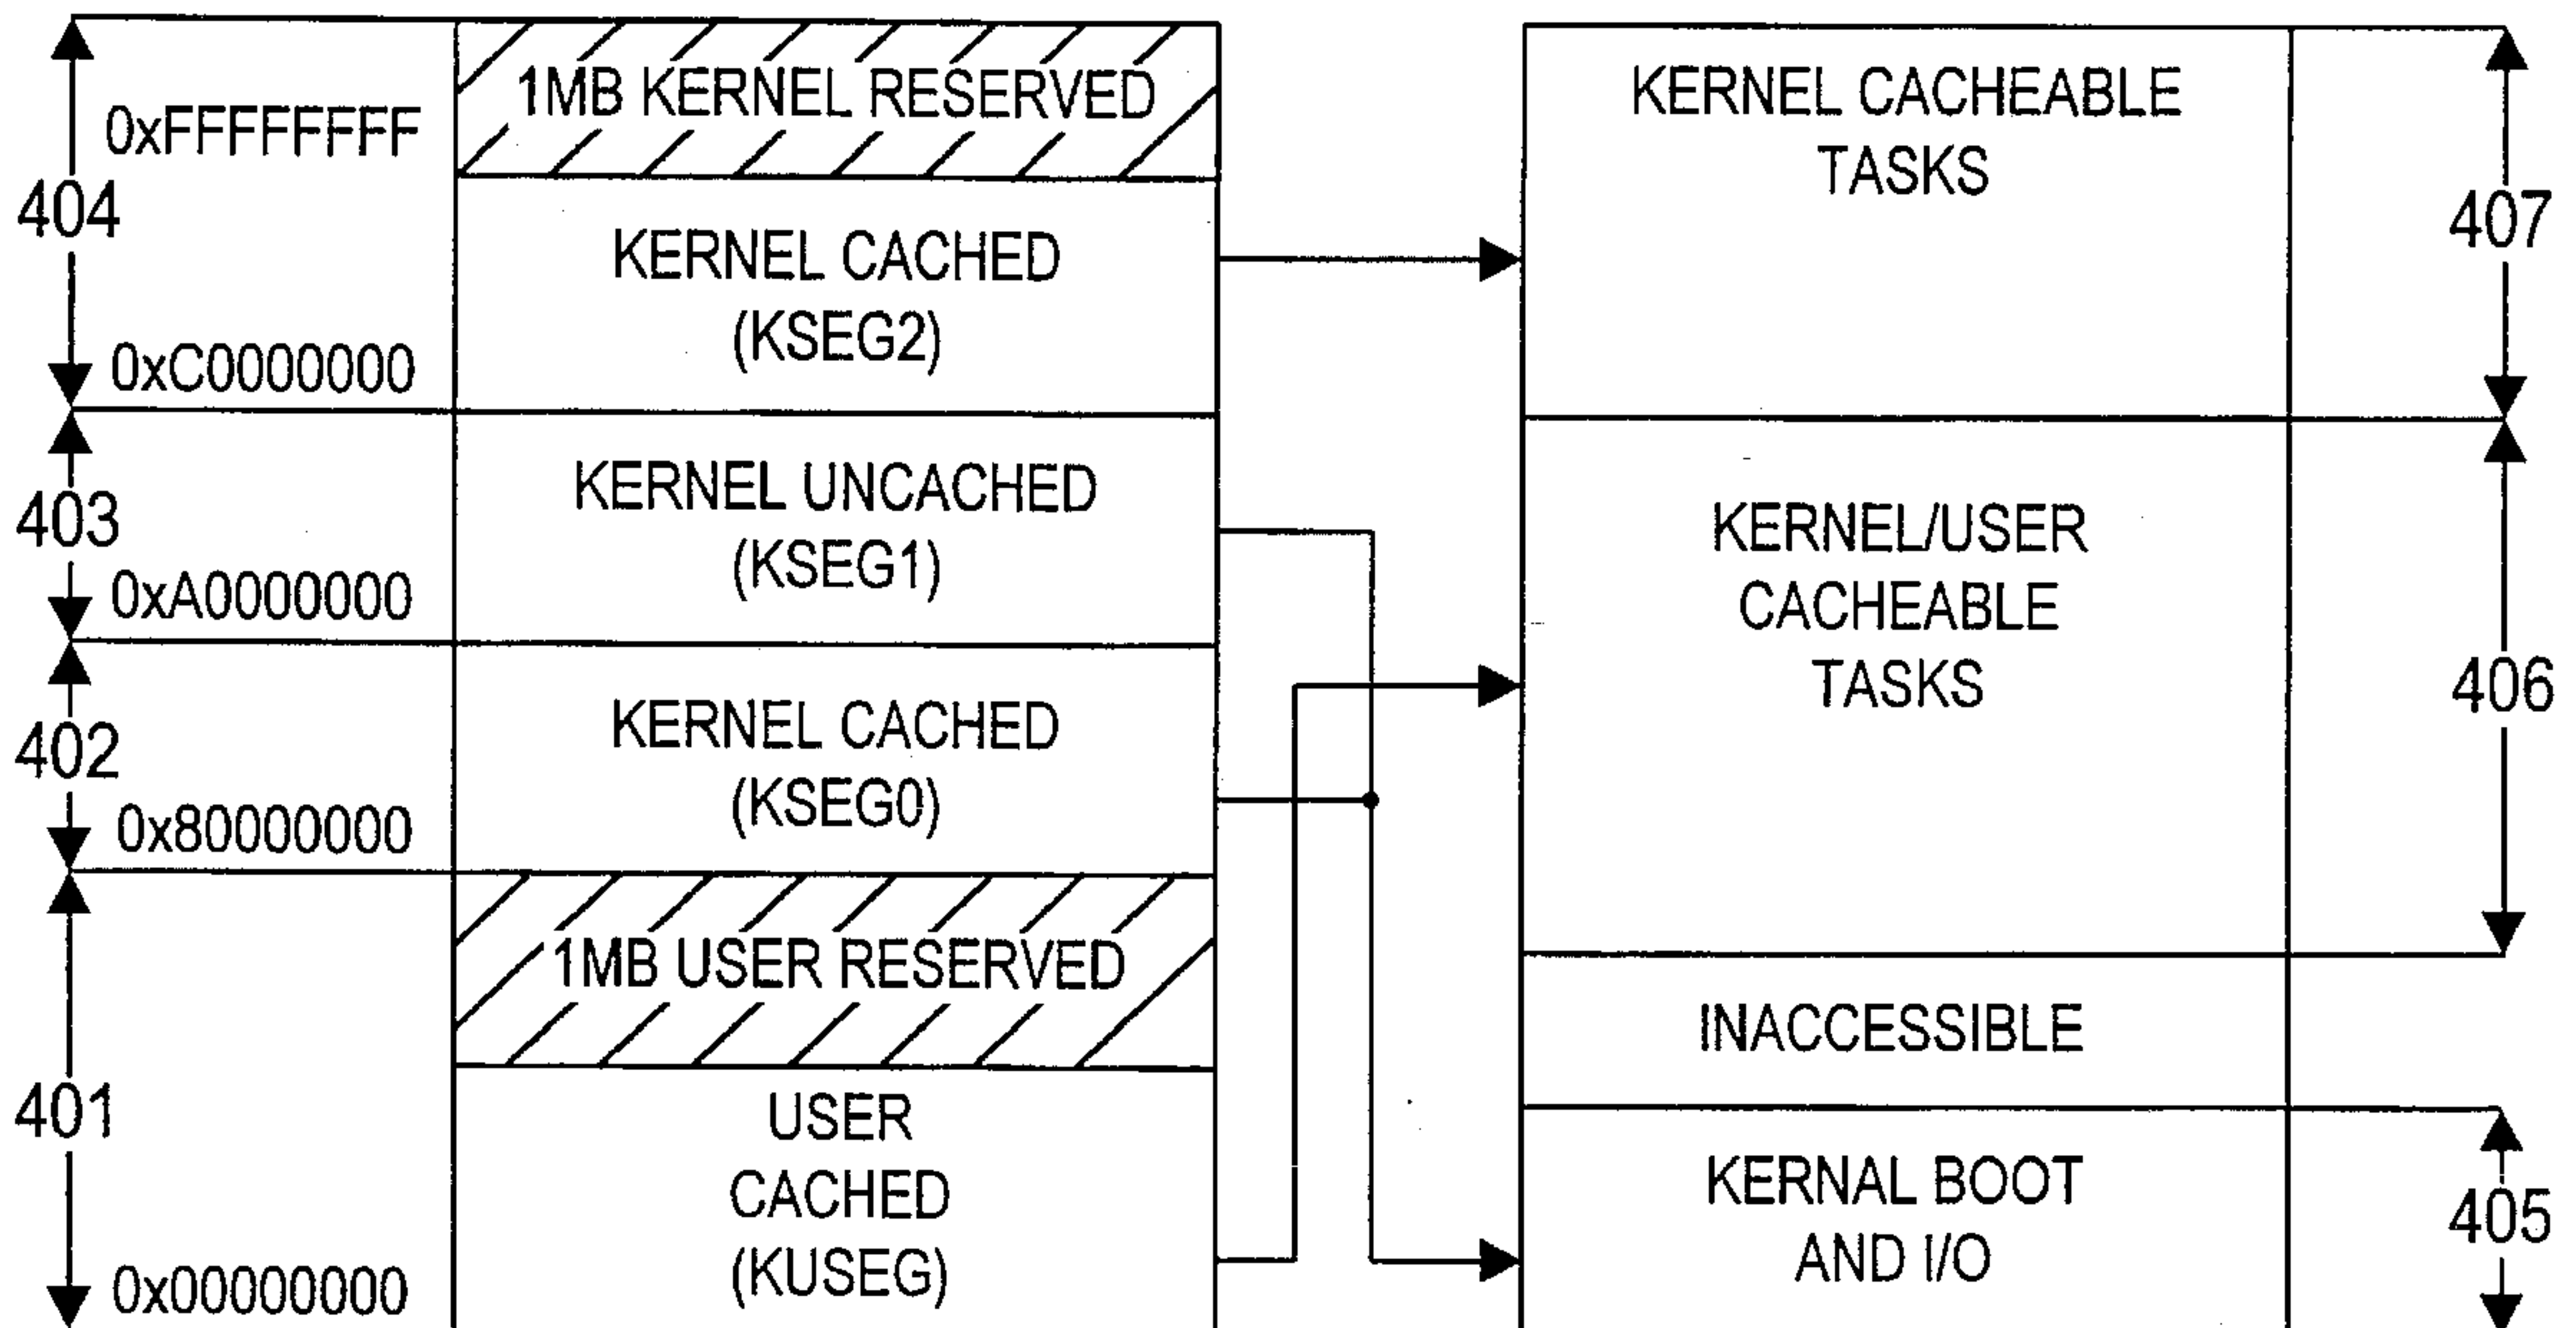 404
0xFFFFFFFF
0xC0000000
403
0xA0000000
402
0x80000000
401
0x00000000
1MB KERNEL RESERVED
KERNEL CACHED
(KSEG2)
KERNEL UNCACHED
(KSEG1)
KERNEL CACHED
(KSEG0)
1MB USER RESERVED
USER
CACHED
(KUSEG)
KERNEL CACHEABLE
TASKS
KERNEL/USER
CACHEABLE
TASKS
INACCESSIBLE
KERNAL BOOT
AND I/O
407
406
405